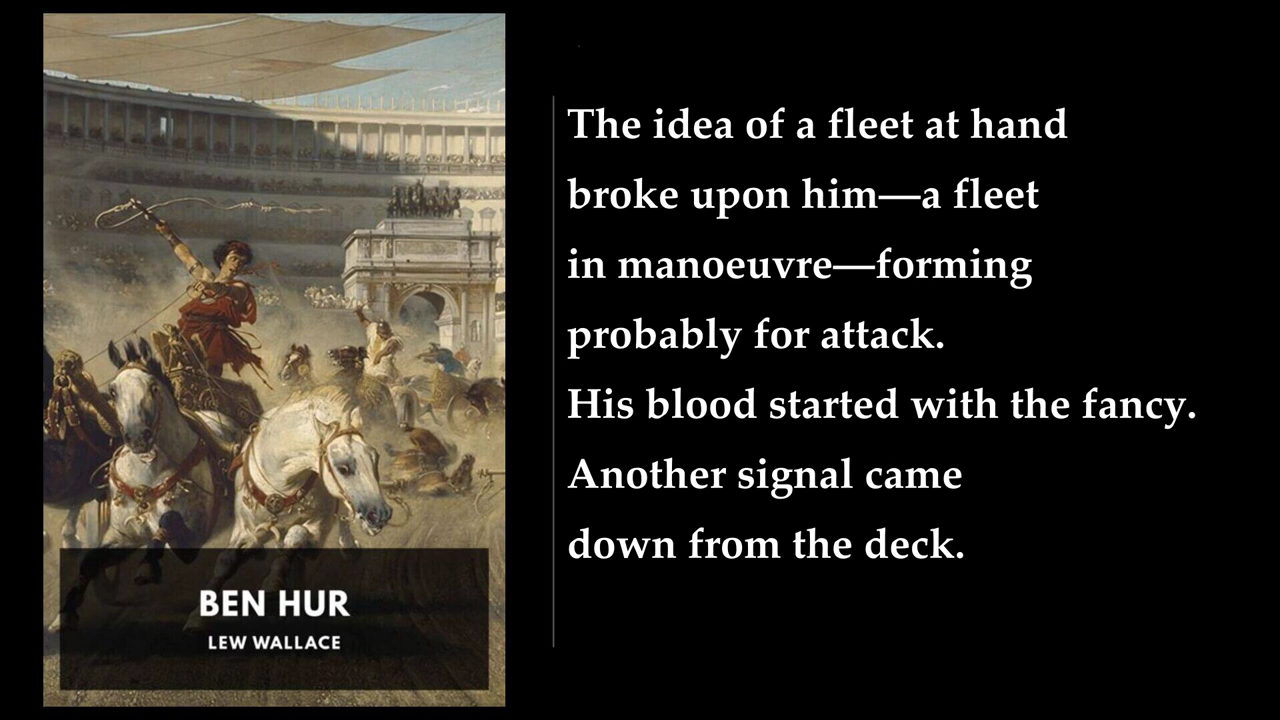 The idea of a fleet at hand
broke upon him—a fleet
in manoeuvre—forming
probably for attack.
His blood started with the fancy.
Another signal came
down from the deck.
BEN HUR
LEW WALLACE